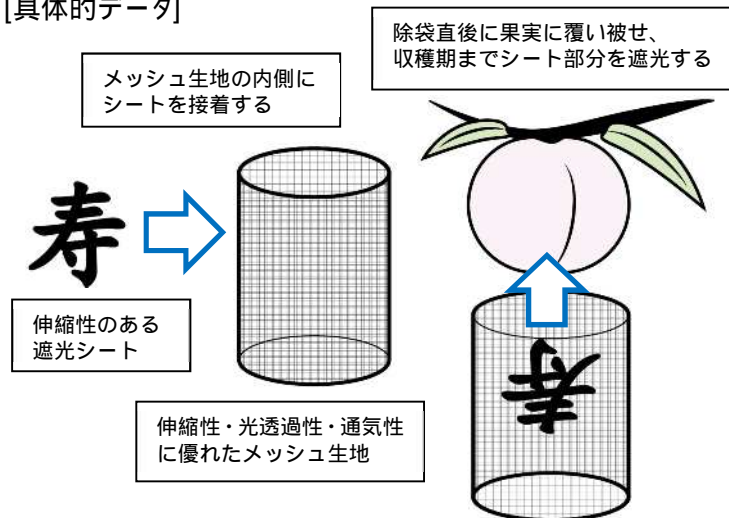 [具体的データ]
メッシュ生地の内側に
シートを接着する
除袋直後に果実に覆い被せ、
収穫期までシート部分を遮光する
寿
伸縮性のある
遮光シート
伸縮性・光透過性・通気性
に優れたメッシュ生地
寿